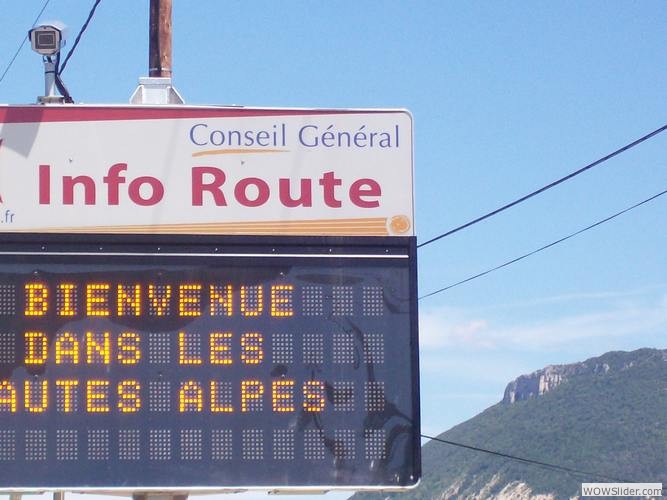 Conseil Général
Info Route
.fr
BIENVENUE
DANS LES
AUTES ALPES
WOWSlider.com